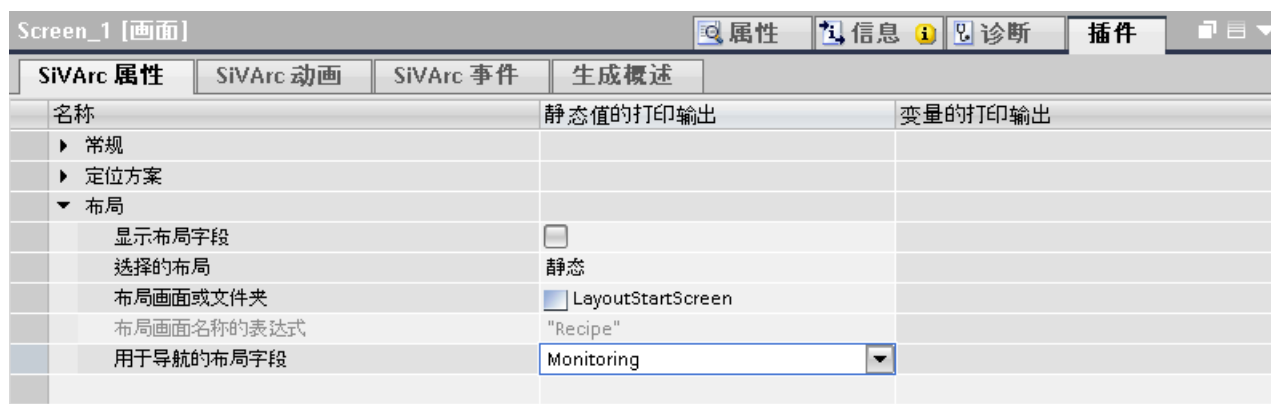 Screen_1 [画面] 属性 信息 诊断 插件
SiVArc 属性 SiVArc 动画 SiVArc 事件 生成概述
名称 静态值的打印输出 变量的打印输出
常规
定位方案
布局
显示布局字段
选择的布局 静态
布局画面或文件夹 LayoutStartScreen
布局画面名称的表达式 "Recipe"
用于导航的布局字段 Monitoring